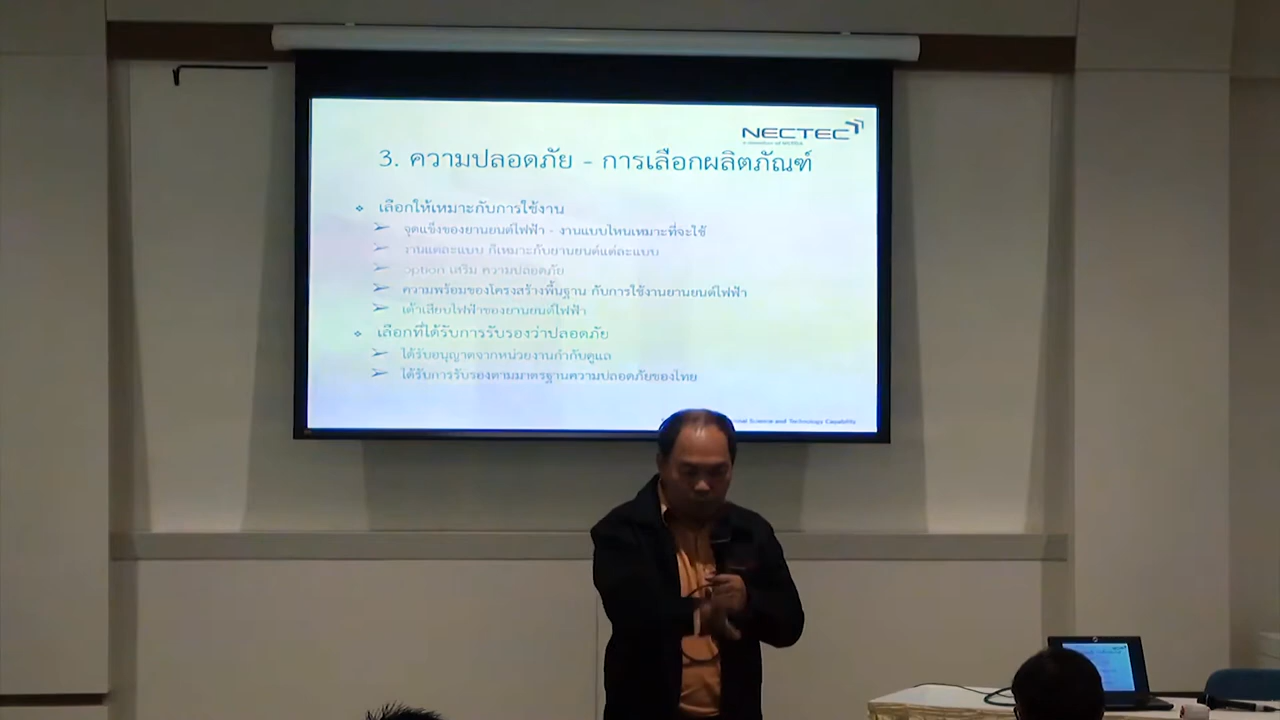 NECTEC
a member of NSTDA
3. ความปลอดภัย - การเลือกผลิตภัณฑ์
เลือกให้เหมาะกับการใช้งาน
จุดแข็งของยานยนต์ไฟฟ้า - งานแบบไหนเหมาะที่จะใช้
งานแต่ละแบบ ก็เหมาะกับยานยนต์แต่ละแบบ
option เสริม ความปลอดภัย
ความพร้อมของโครงสร้างพื้นฐาน กับการใช้งานยานยนต์ไฟฟ้า
เต้าเสียบไฟฟ้าของยานยนต์ไฟฟ้า
เลือกที่ได้รับการรับรองว่าปลอดภัย
ได้รับอนุญาตจากหน่วยงานกำกับดูแล
ได้รับการรับรองตามมาตรฐานความปลอดภัยของไทย
Science and Technology Capability